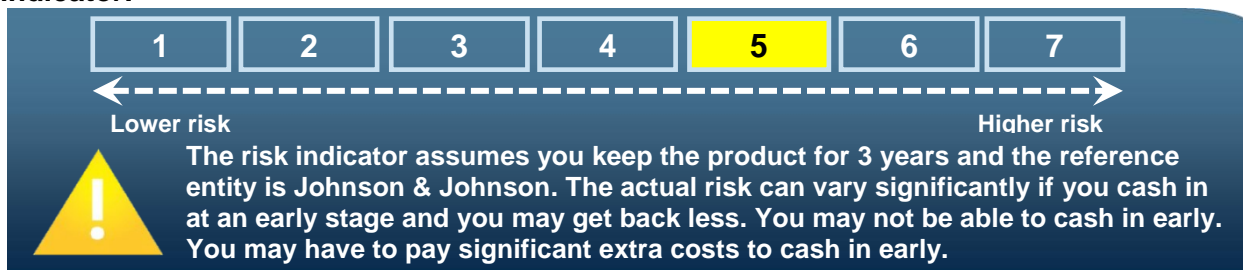 1 2 3 4 5 6 7
Lower risk Higher risk
The risk indicator assumes you keep the product for 3 years and the reference
entity is Johnson & Johnson. The actual risk can vary significantly if you cash in
at an early stage and you may get back less. You may not be able to cash in early.
You may have to pay significant extra costs to cash in early.